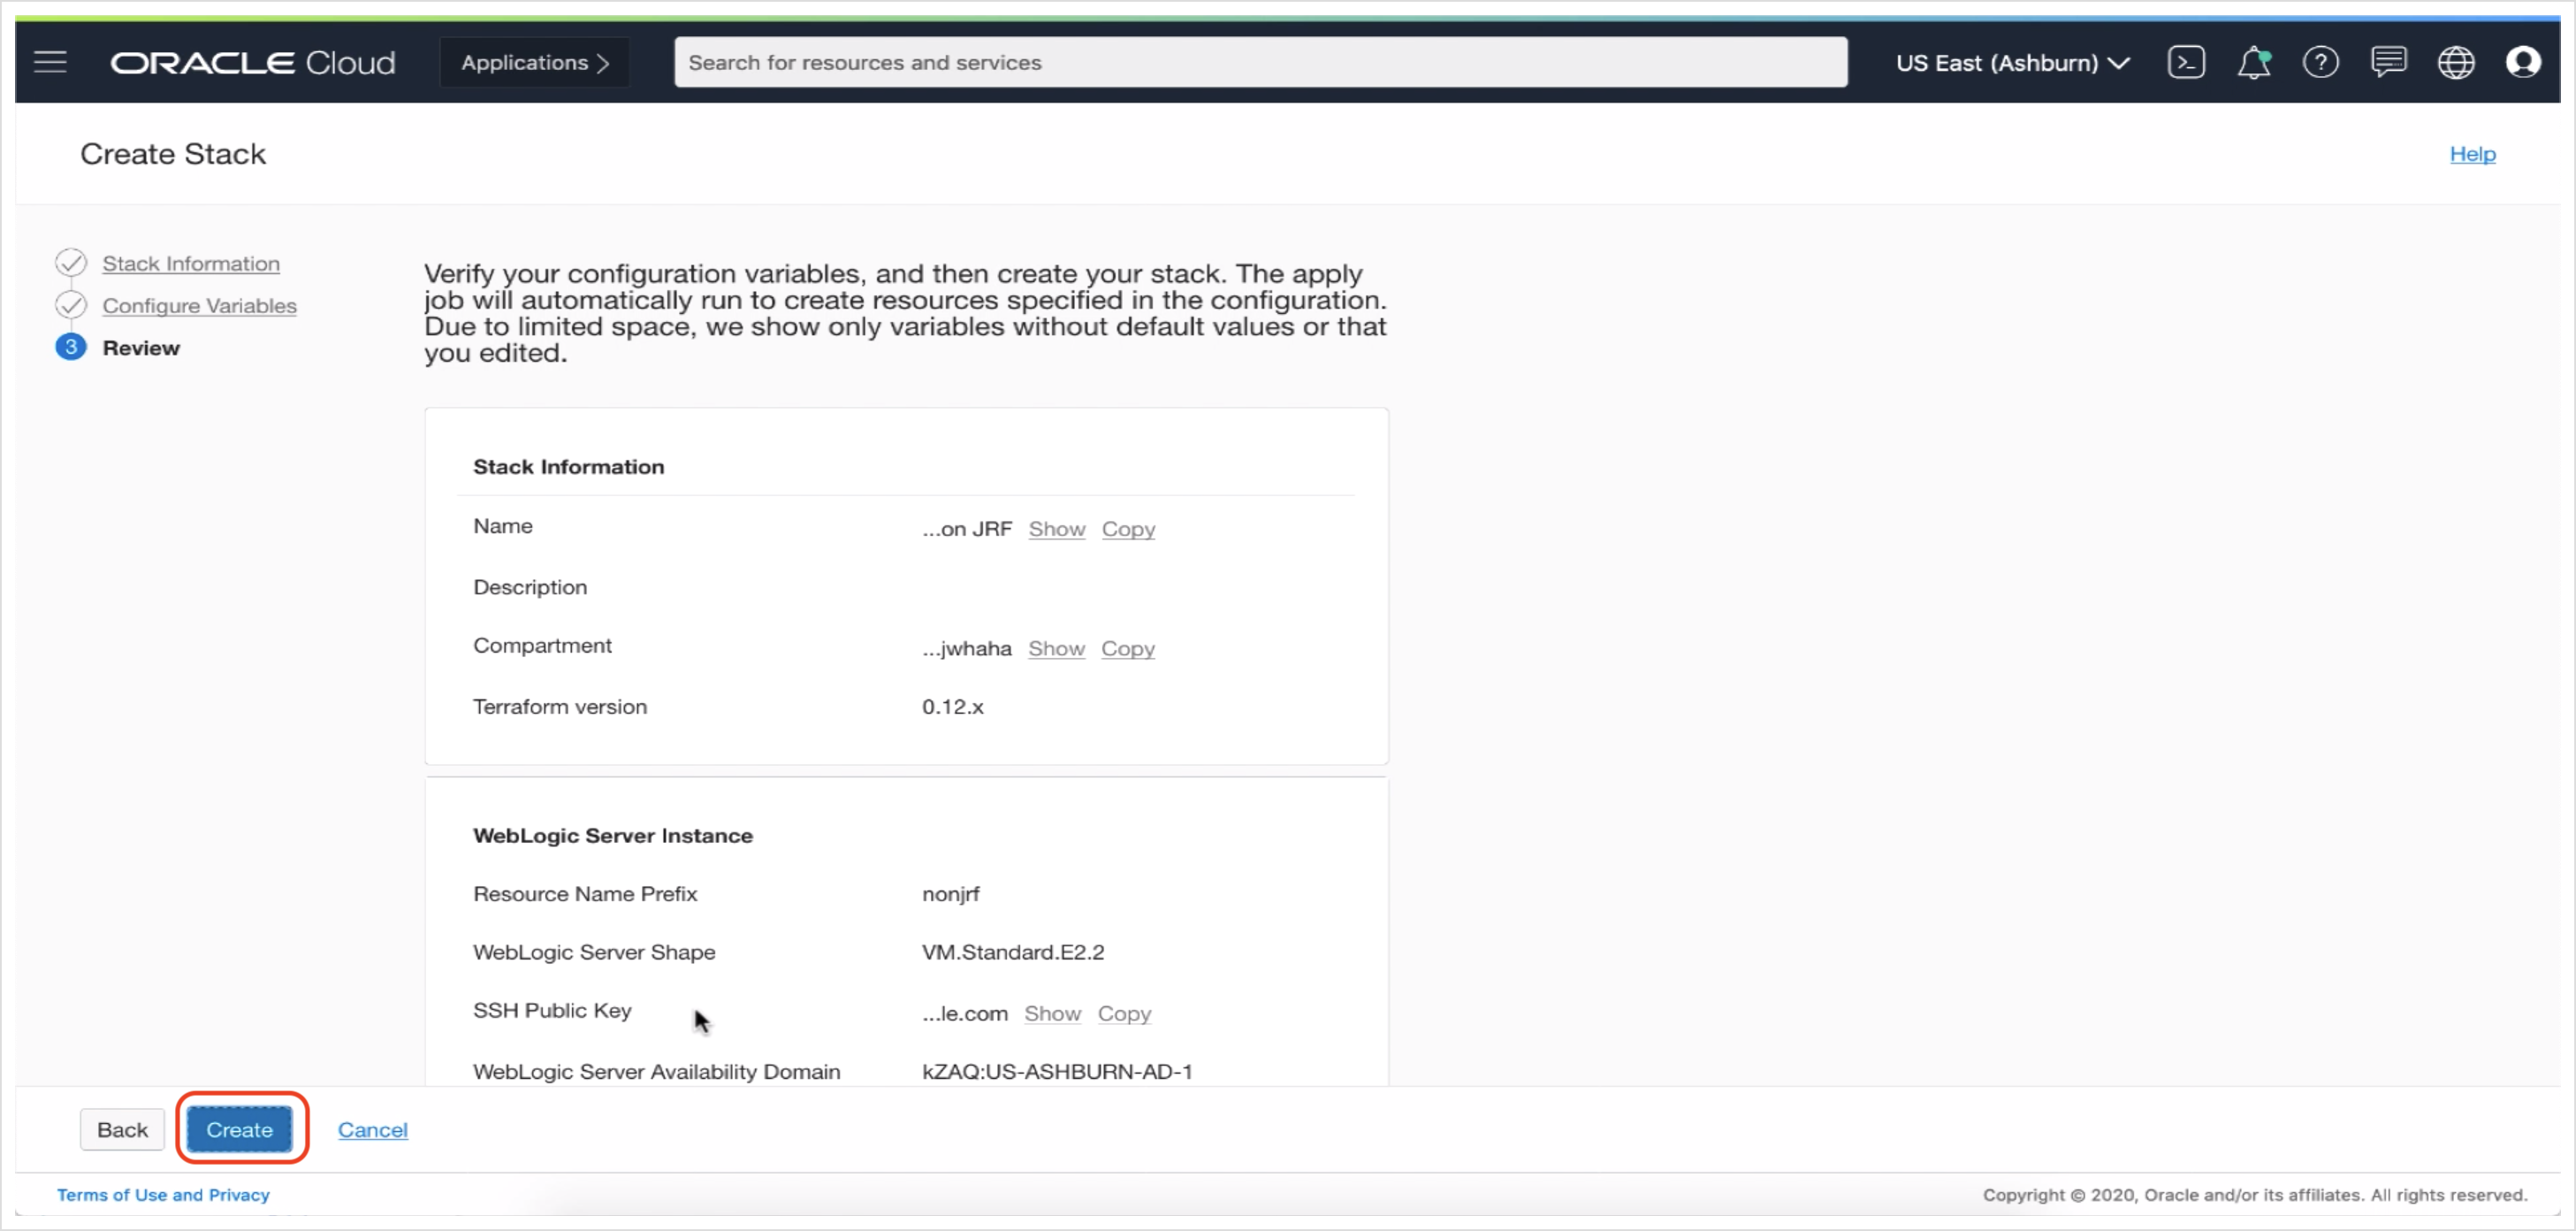 ORACLE Cloud
Applications
Search for resources and services
US East (Ashburn)
Create Stack
Help
Stack Information
Configure Variables
3 Review
Verify your configuration variables, and then create your stack. The apply
job will automatically run to create resources specified in the configuration.
Due to limited space, we show only variables without default values or that
you edited.
Stack Information
Name ...on JRF Show Copy
Description
Compartment ...jwhaha Show Copy
Terraform version 0.12.x
WebLogic Server Instance
Resource Name Prefix nonjrf
WebLogic Server Shape VM.Standard.E2.2
SSH Public Key ...le.com Show Copy
WebLogic Server Availability Domain kZAQ:US-ASHBURN-AD-1
Back Create Cancel
Terms of Use and Privacy
Copyright © 2020, Oracle and/or its affiliates. All rights reserved.